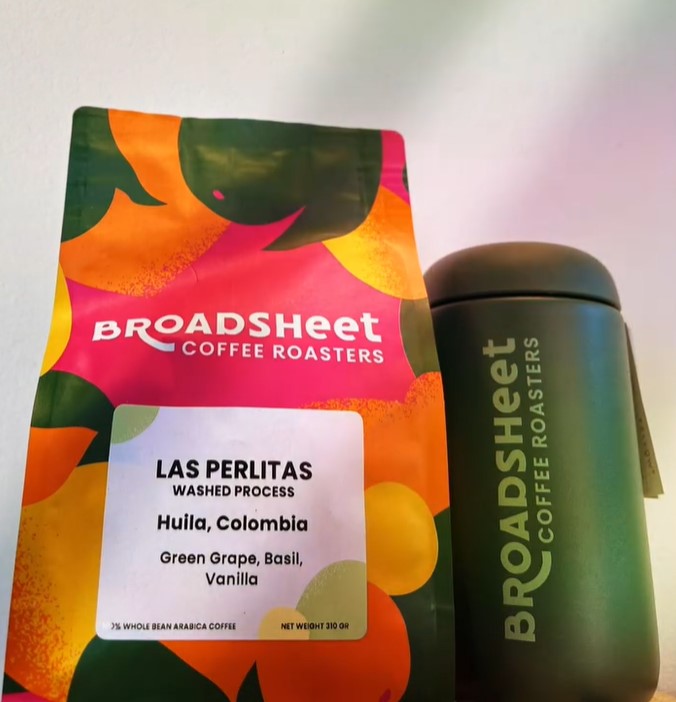 BROADSHeet
COFFEE ROASTERS
LAS PERLITAS
WASHED PROCESS
Huila, Colombia
Green Grape, Basil,
Vanilla
0% WHOLE BEAN ARABICA COFFEE
NET WEIGHT 310 GR
BROADSHeet
COFFEE ROASTERS